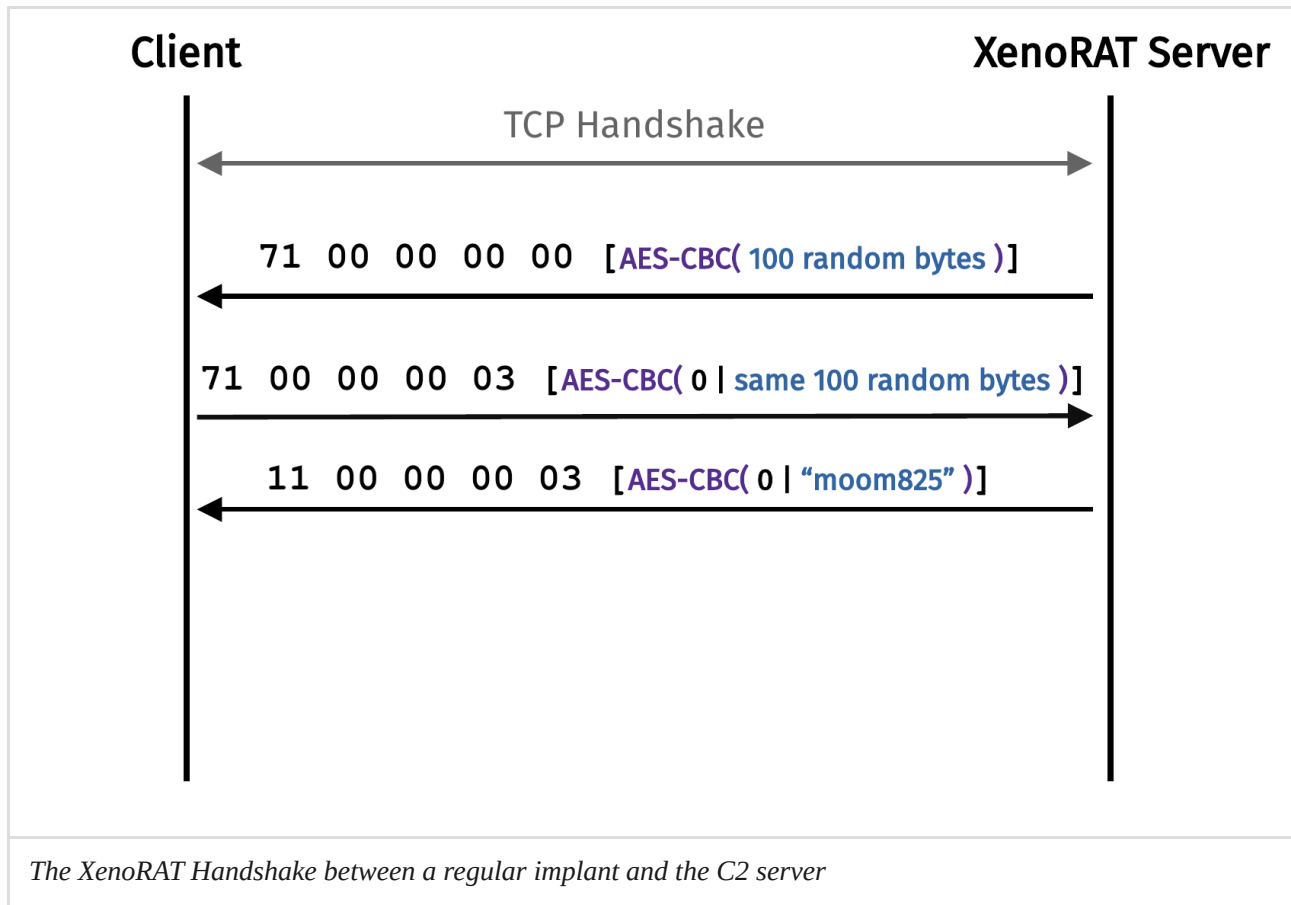 Client
XenoRAT Server
TCP Handshake
71 00 00 00 00 [AES-CBC( 100 random bytes )]
71 00 00 00 03 [AES-CBC( 0 | same 100 random bytes )]
11 00 00 00 03 [AES-CBC( 0 | “moom825” )]
The XenoRAT Handshake between a regular implant and the C2 server